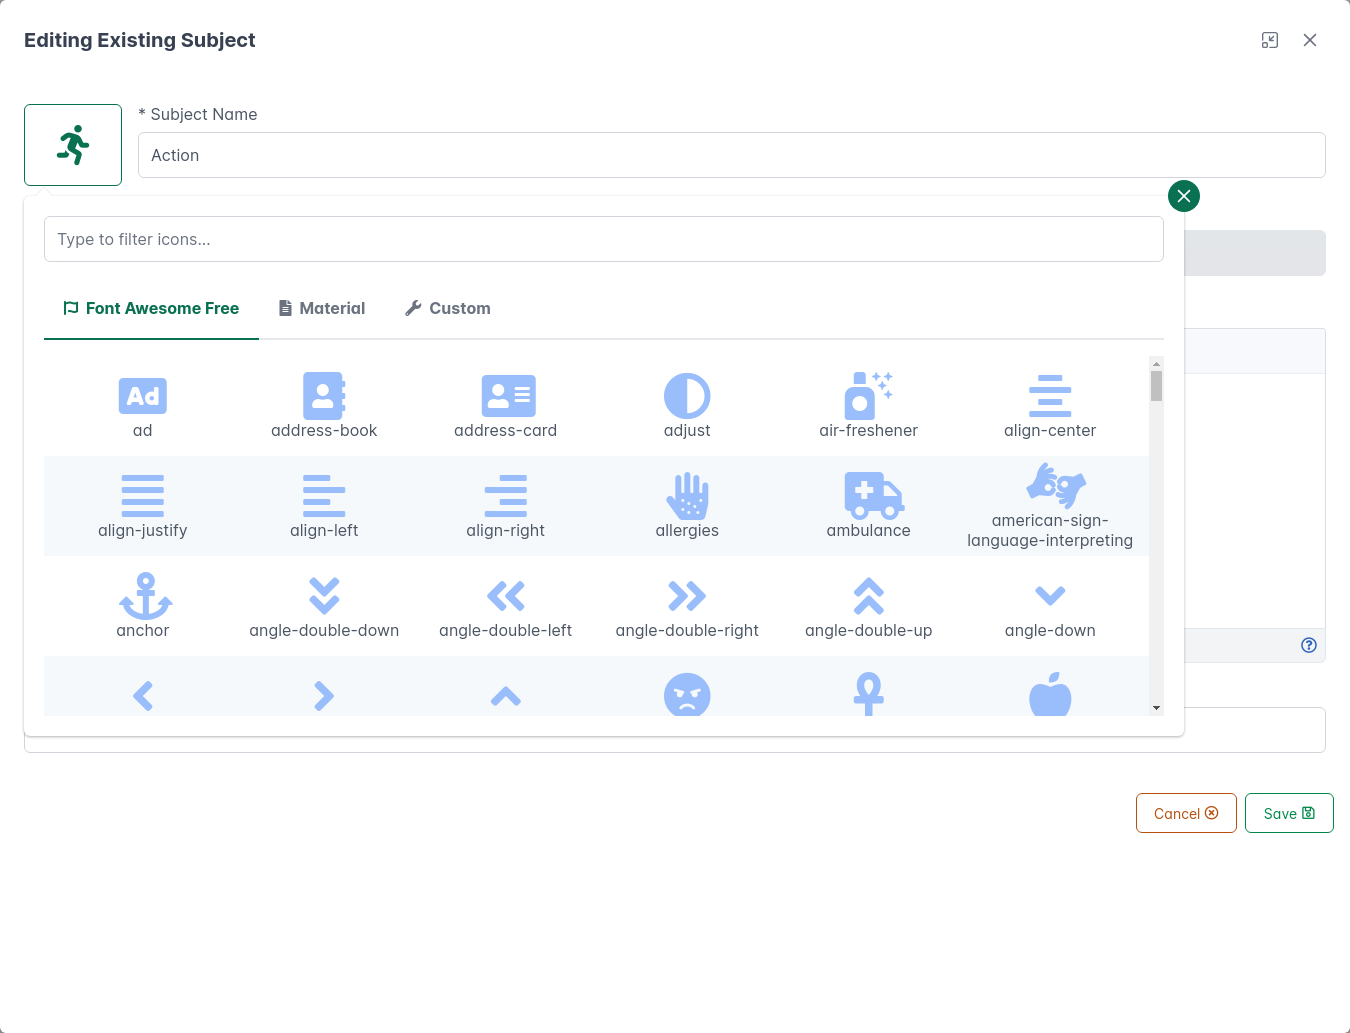 Editing Existing Subject
* Subject Name
Action
Type to filter icons...
Font Awesome Free Material Custom
Ad
ad address-book address-card adjust air-freshener align-center
align-justify align-left align-right allergies ambulance american-sign-
language-interpreting
anchor angle-double-down angle-double-left angle-double-right angle-double-up angle-down
Cancel Save